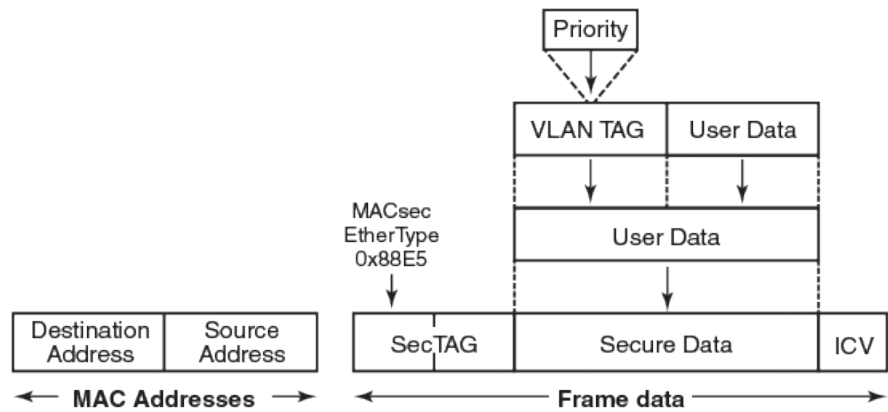 Priority
VLAN TAG
User Data
MACsec
EtherType
0x88E5
User Data
Destination
Address
Source
Address
SecTAG
Secure Data
ICV
MAC Addresses
Frame data